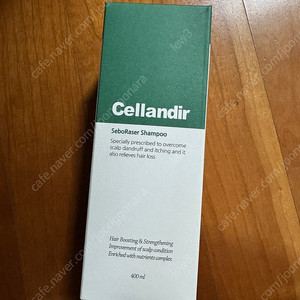 Cellandir
SeboRaser Shampoo
Specially prescribed to overcome
scalp dandruff and itching and it
also relieves hair loss
Hair Boosting & Strengthening
Improvement of scalp condition
Enriched with nutrients complex
400 ml